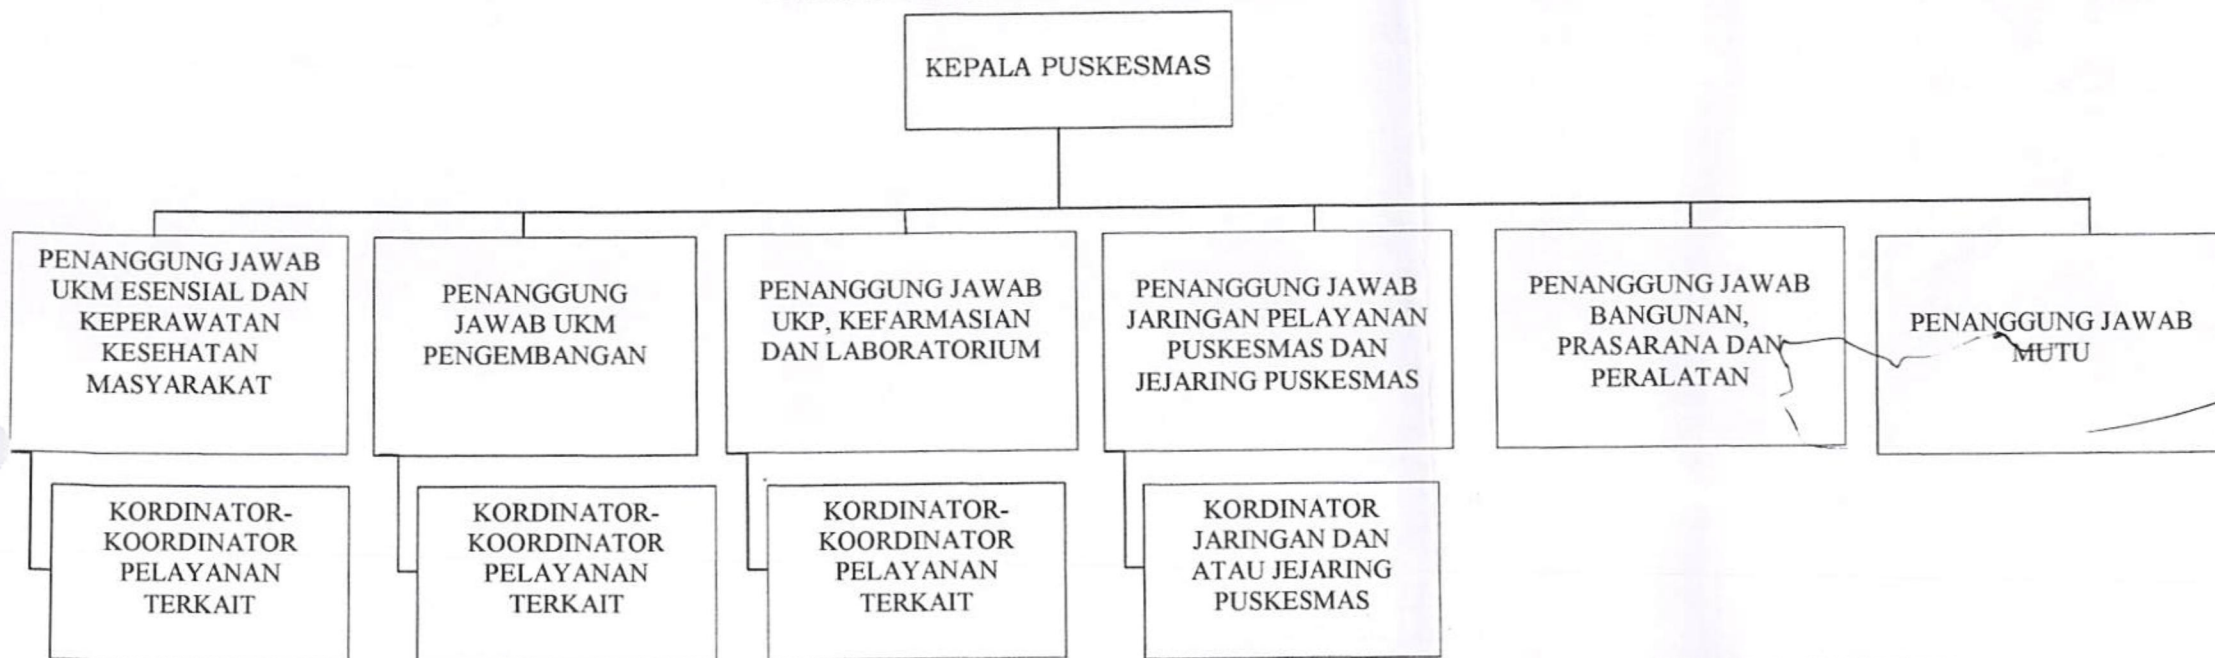 KEPALA PUSKESMAS
PENANGGUNG JAWAB
UKM ESENSIAL DAN
KEPERAWATAN
KESEHATAN
MASYARAKAT
PENANGGUNG
JAWAB UKM
PENGEMBANGAN
PENANGGUNG JAWAB
UKP, KEFARMASIAN
DAN LABORATORIUM
PENANGGUNG JAWAB
JARINGAN PELAYANAN
PUSKESMAS DAN
JEJARING PUSKESMAS
PENANGGUNG JAWAB
BANGUNAN,
PRASARANA DAN
PERALATAN
PENANGGUNG JAWAB
MUTU
KORDINATOR-
KOORDINATOR
PELAYANAN
TERKAIT
KORDINATOR-
KOORDINATOR
PELAYANAN
TERKAIT
KORDINATOR-
KOORDINATOR
PELAYANAN
TERKAIT
KORDINATOR
JARINGAN DAN
ATAU JEJARING
PUSKESMAS